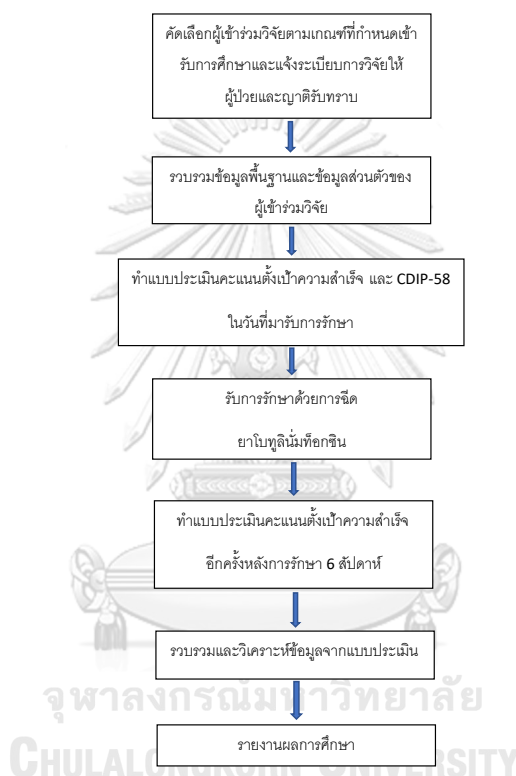 คัดเลือกผู้เข้าร่วมวิจัยตามเกณฑ์ที่กำหนดเข้า
รับการศึกษาและแจ้งระเบียบการวิจัยให้
ผู้ป่วยและญาติรับทราบ
รวบรวมข้อมูลพื้นฐานและข้อมูลส่วนตัวของ
ผู้เข้าร่วมวิจัย
ทำแบบประเมินคะแนนตั้งเป้าความสำเร็จ และ CDIP-58
ในวันที่มารับการรักษา
รับการรักษาด้วยการฉีด
ยาโบทูลินั่มท็อกซิน
ทำแบบประเมินคะแนนตั้งเป้าความสำเร็จ
อีกครั้งหลังการรักษา 6 สัปดาห์
รวบรวมและวิเคราะห์ข้อมูลจากแบบประเมิน
จุฬาลงกรณ์มหาวิทยาลัย
รายงานผลการศึกษา
CHULALONGKORN UNIVERSITY